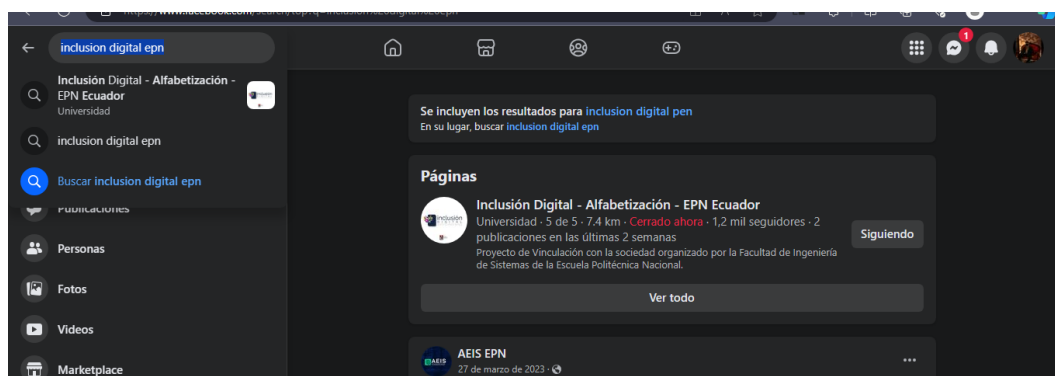 inclusion digital epn
Inclusión Digital - Alfabetización -
EPN Ecuador
Universidad
inclusion digital epn
Buscar inclusion digital epn
Publicaciones
Personas
Fotos
Videos
Marketplace
Se incluyen los resultados para inclusion digital pen
En su lugar, buscar inclusion digital epn
Páginas
Inclusión Digital - Alfabetización - EPN Ecuador
Universidad · 5 de 5 · 7.4 km · Cerrado ahora · 1,2 mil seguidores · 2
publicaciones en las últimas 2 semanas
Proyecto de Vinculación con la sociedad organizado por la Facultad de Ingeniería
de Sistemas de la Escuela Politécnica Nacional.
Siguiendo
Ver todo
AEIS EPN
27 de marzo de 2023 ·
1
inclusión
AEIS